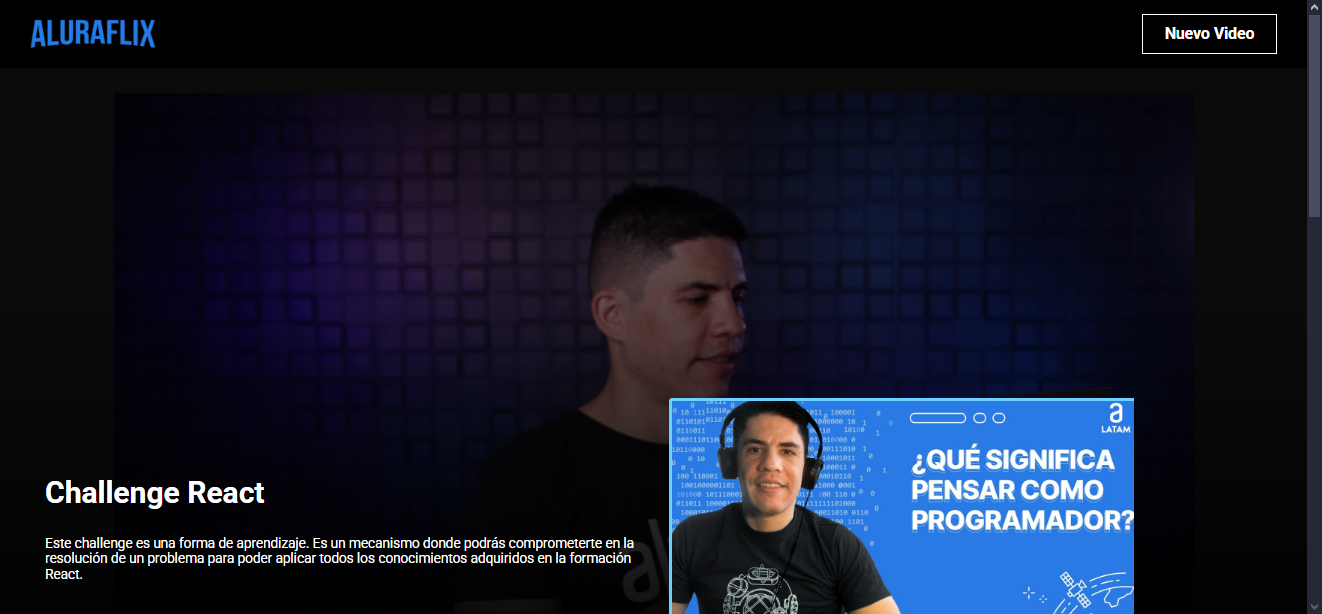 ALURAFLIX
Nuevo Video
a
LATAM
¿QUÉ SIGNIFICA
PENSAR COMO
PROGRAMADOR?
Challenge React
Este challenge es una forma de aprendizaje. Es un mecanismo donde podrás comprometerte en la
resolución de un problema para poder aplicar todos los conocimientos adquiridos en la formación
React.